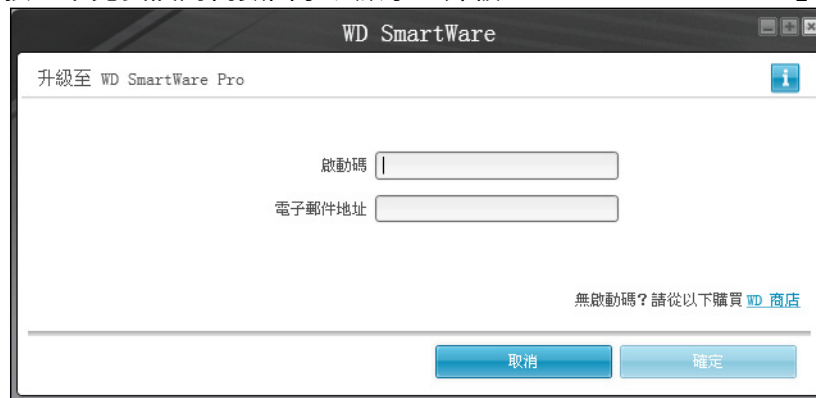 WD SmartWare
升級至 WD SmartWare Pro
啟動碼
電子郵件地址
無啟動碼？請從以下購買 WD 商店
取消
確定